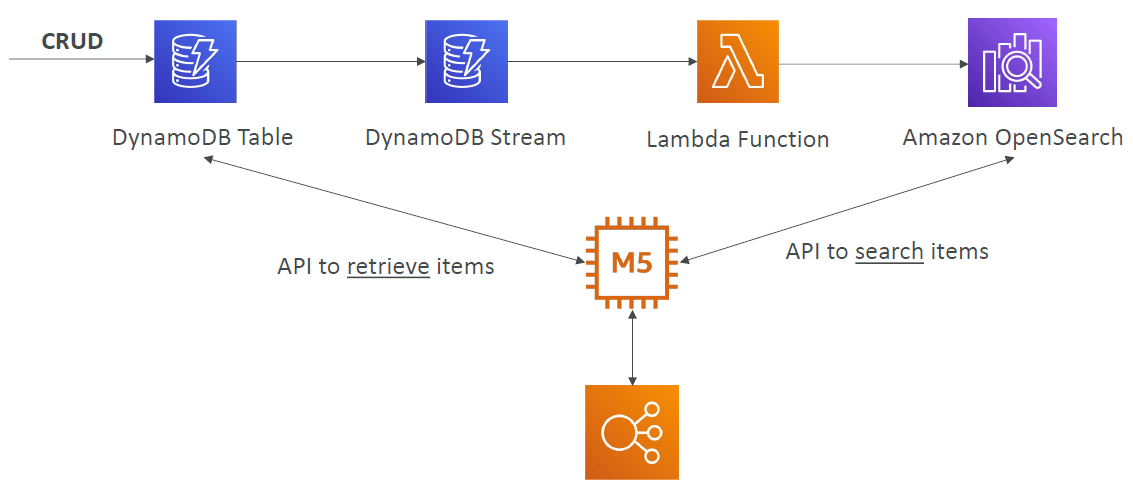 CRUD
DynamoDB Table
DynamoDB Stream
Lambda Function
Amazon OpenSearch
API to retrieve items
M5
API to search items